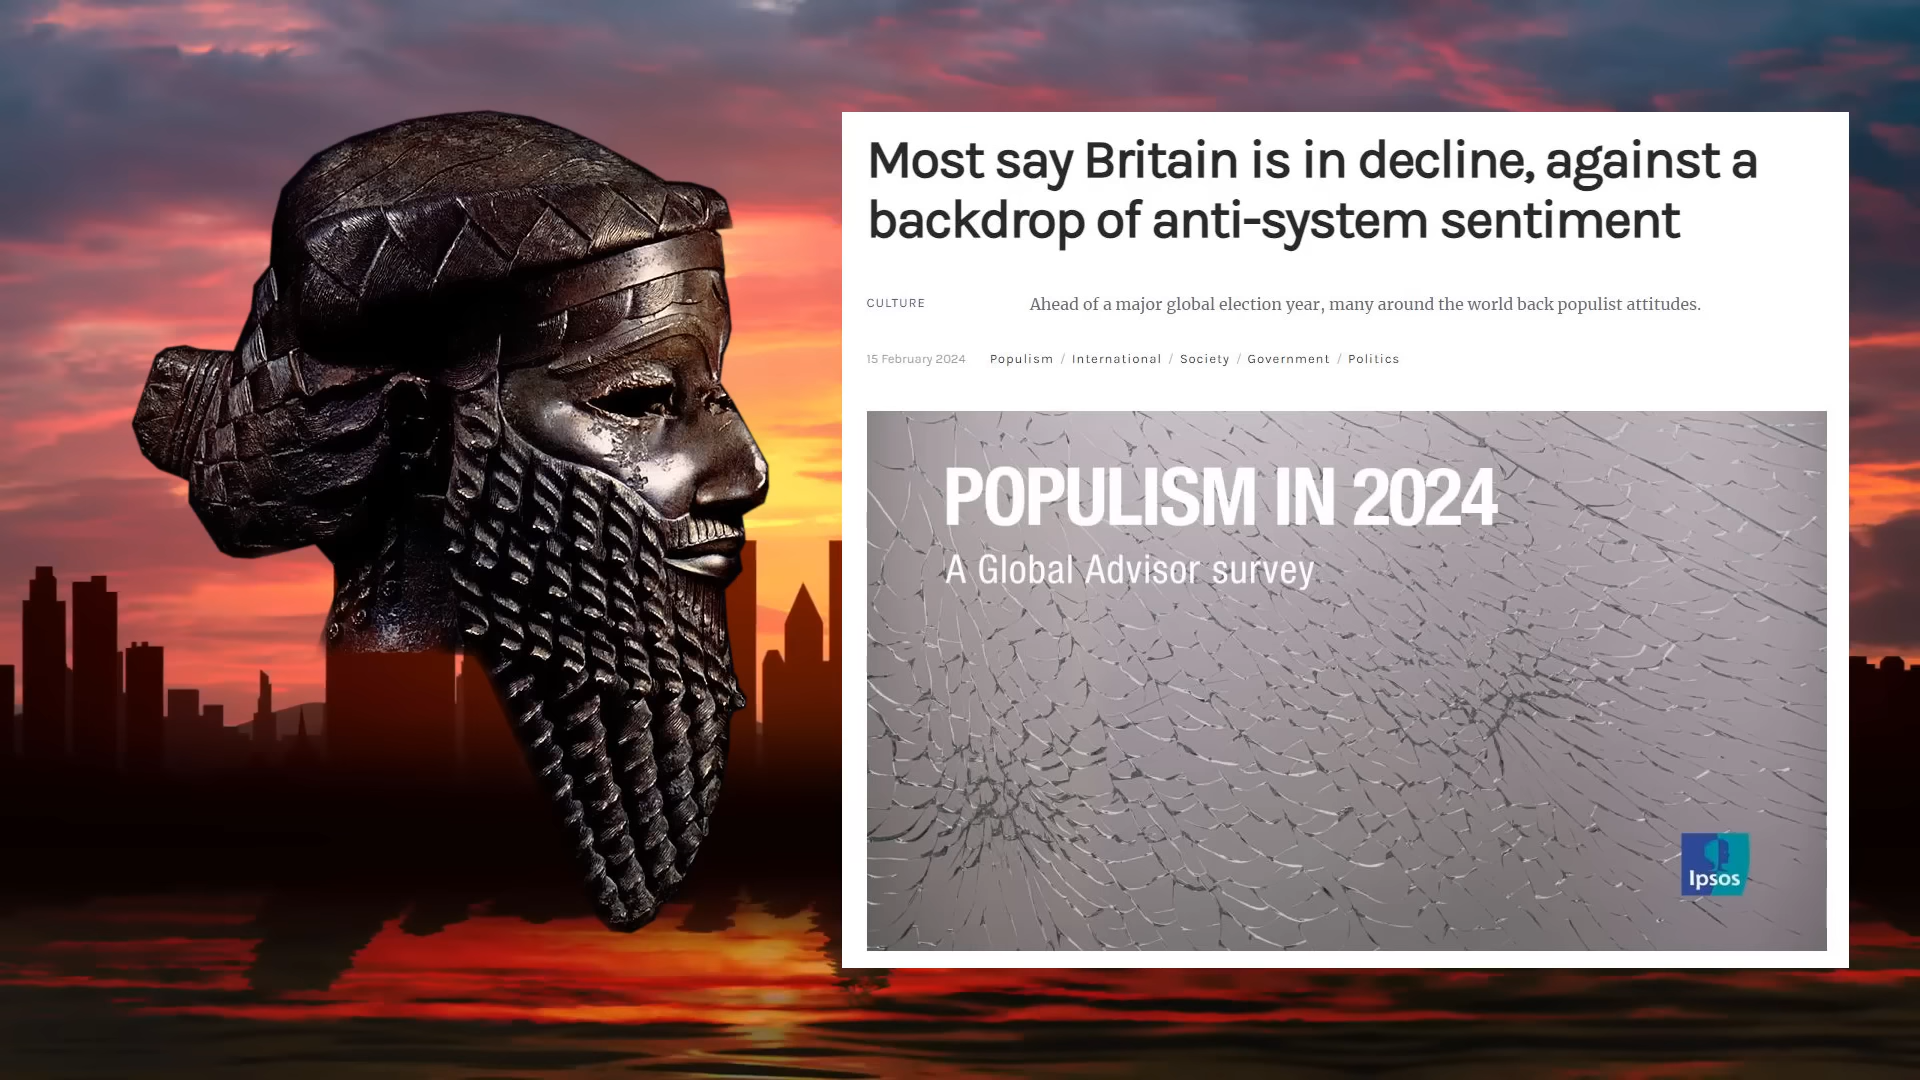 Most say Britain is in decline, against a
backdrop of anti-system sentiment
CULTURE
Ahead of a major global election year, many around the world back populist attitudes.
15 February 2024
Populism / International / Society / Government / Politics
POPULISM IN 2024
A Global Advisor survey
Ipsos